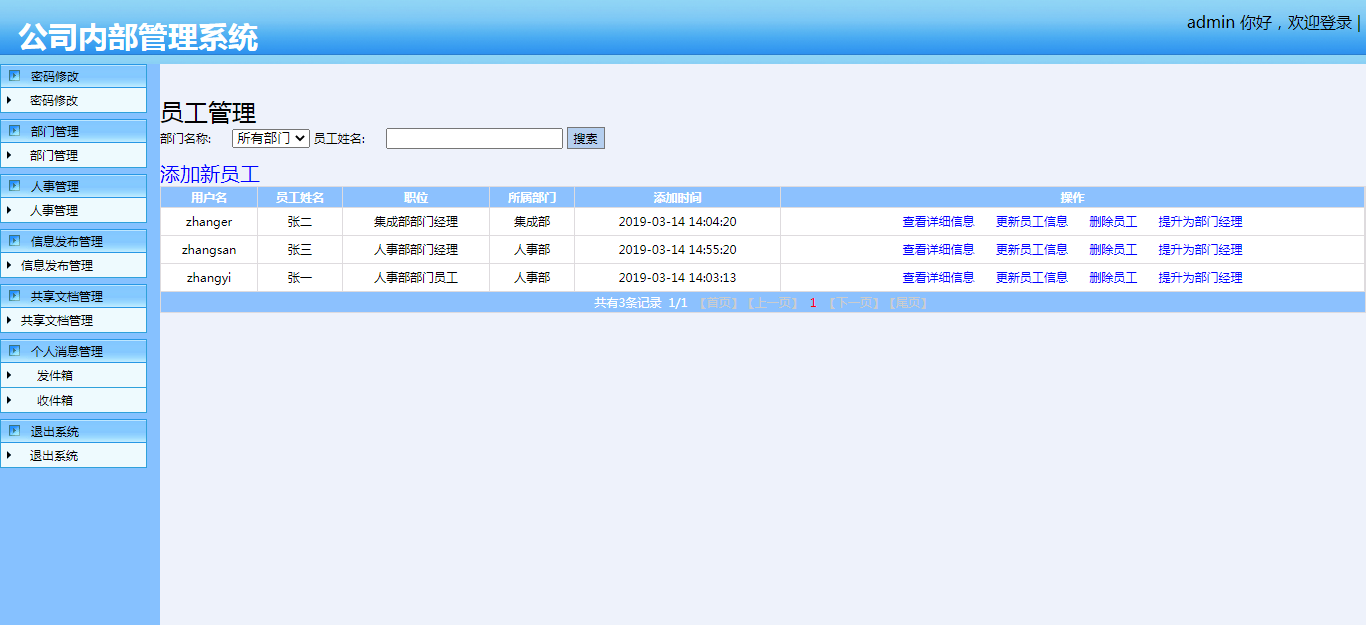 公司内部管理系统
admin 你好，欢迎登录 |
密码修改
密码修改
部门管理
部门管理
人事管理
人事管理
信息发布管理
信息发布管理
共享文档管理
共享文档管理
个人消息管理
发件箱
收件箱
退出系统
退出系统
员工管理
部门名称: 所有部门 员工姓名: 搜索
添加新员工
用户名 员工姓名 职位 所属部门 添加时间 操作
zhanger 张二 集成部部门经理 集成部 2019-03-14 14:04:20 查看详细信息 更新员工信息 删除员工 提升为部门经理
zhangsan 张三 人事部部门经理 人事部 2019-03-14 14:55:20 查看详细信息 更新员工信息 删除员工 提升为部门经理
zhangyi 张一 人事部部门员工 人事部 2019-03-14 14:03:13 查看详细信息 更新员工信息 删除员工 提升为部门经理
共有3条记录 1/1 【首页】【上一页】 1 【下一页】【尾页】